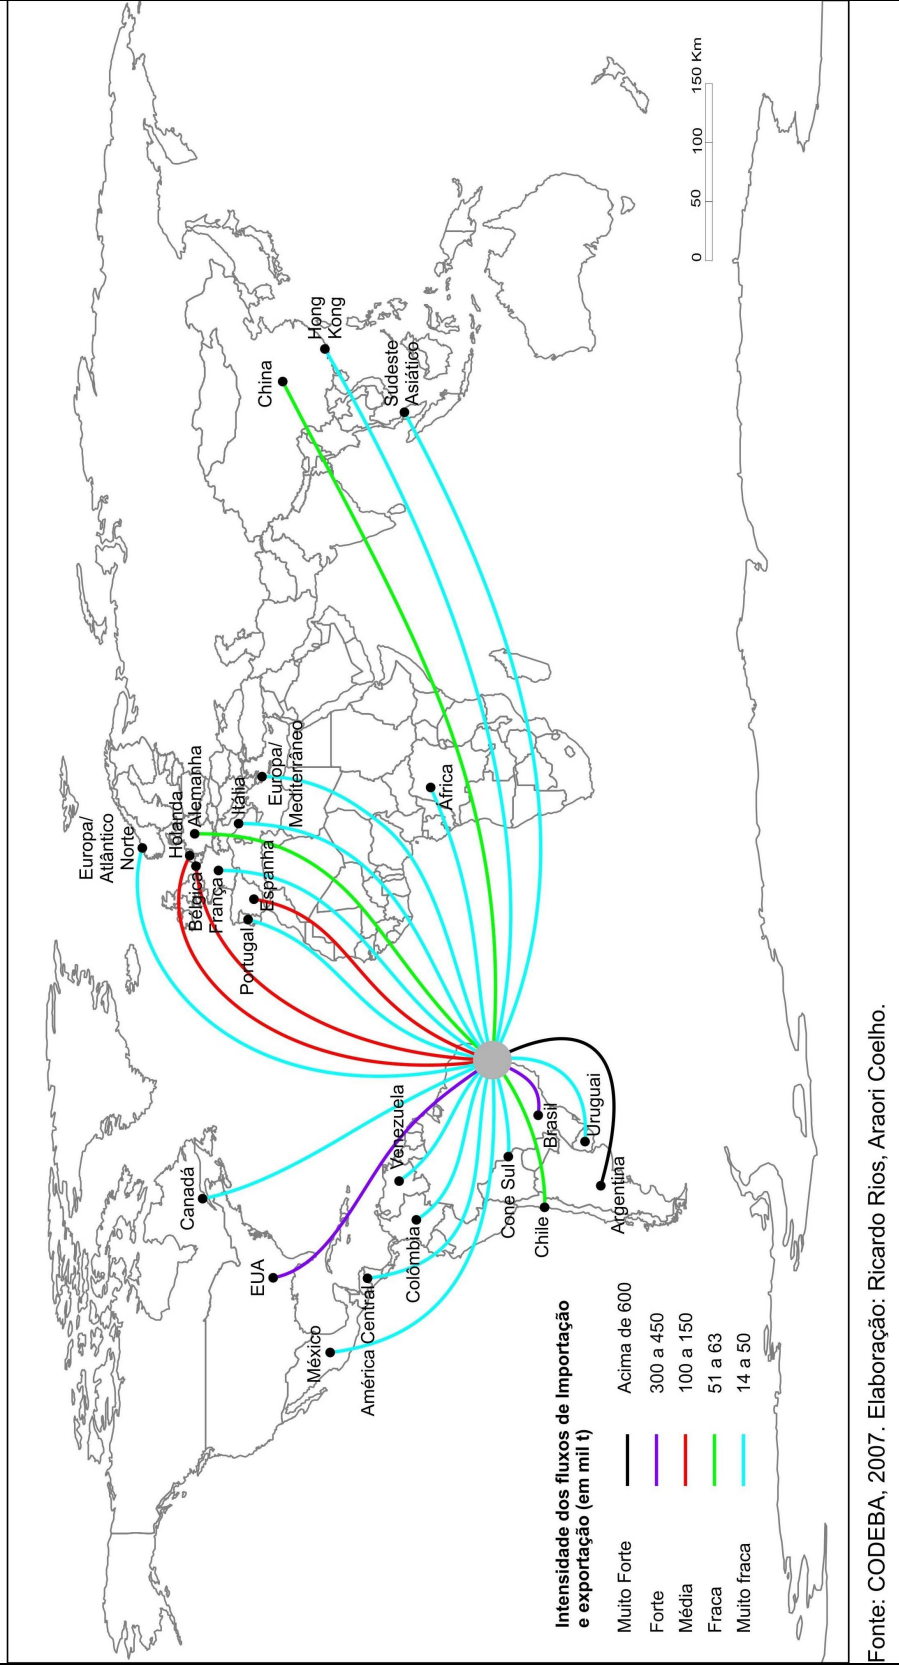 Europa/
Atlântico
Norte
Holanda
Alemanha
Bélgica
França
Itália
Europa/
Mediterrâneo
Espanha
Portugal
China
Hong
Kong
Sudeste
Asiático
África
Canadá
EUA
México
América Central
Venezuela
Colômbia
Cone Sul
Chile
Brasil
Uruguai
Argentina
0 50 100 150 Km
Intensidade dos fluxos de Importação
e exportação (em mil t)
Muito Forte Acima de 600
Forte 300 a 450
Média 100 a 150
Fraca 51 a 63
Muito fraca 14 a 50
Fonte: CODEBA, 2007. Elaboração: Ricardo Rios, Araori Coelho.